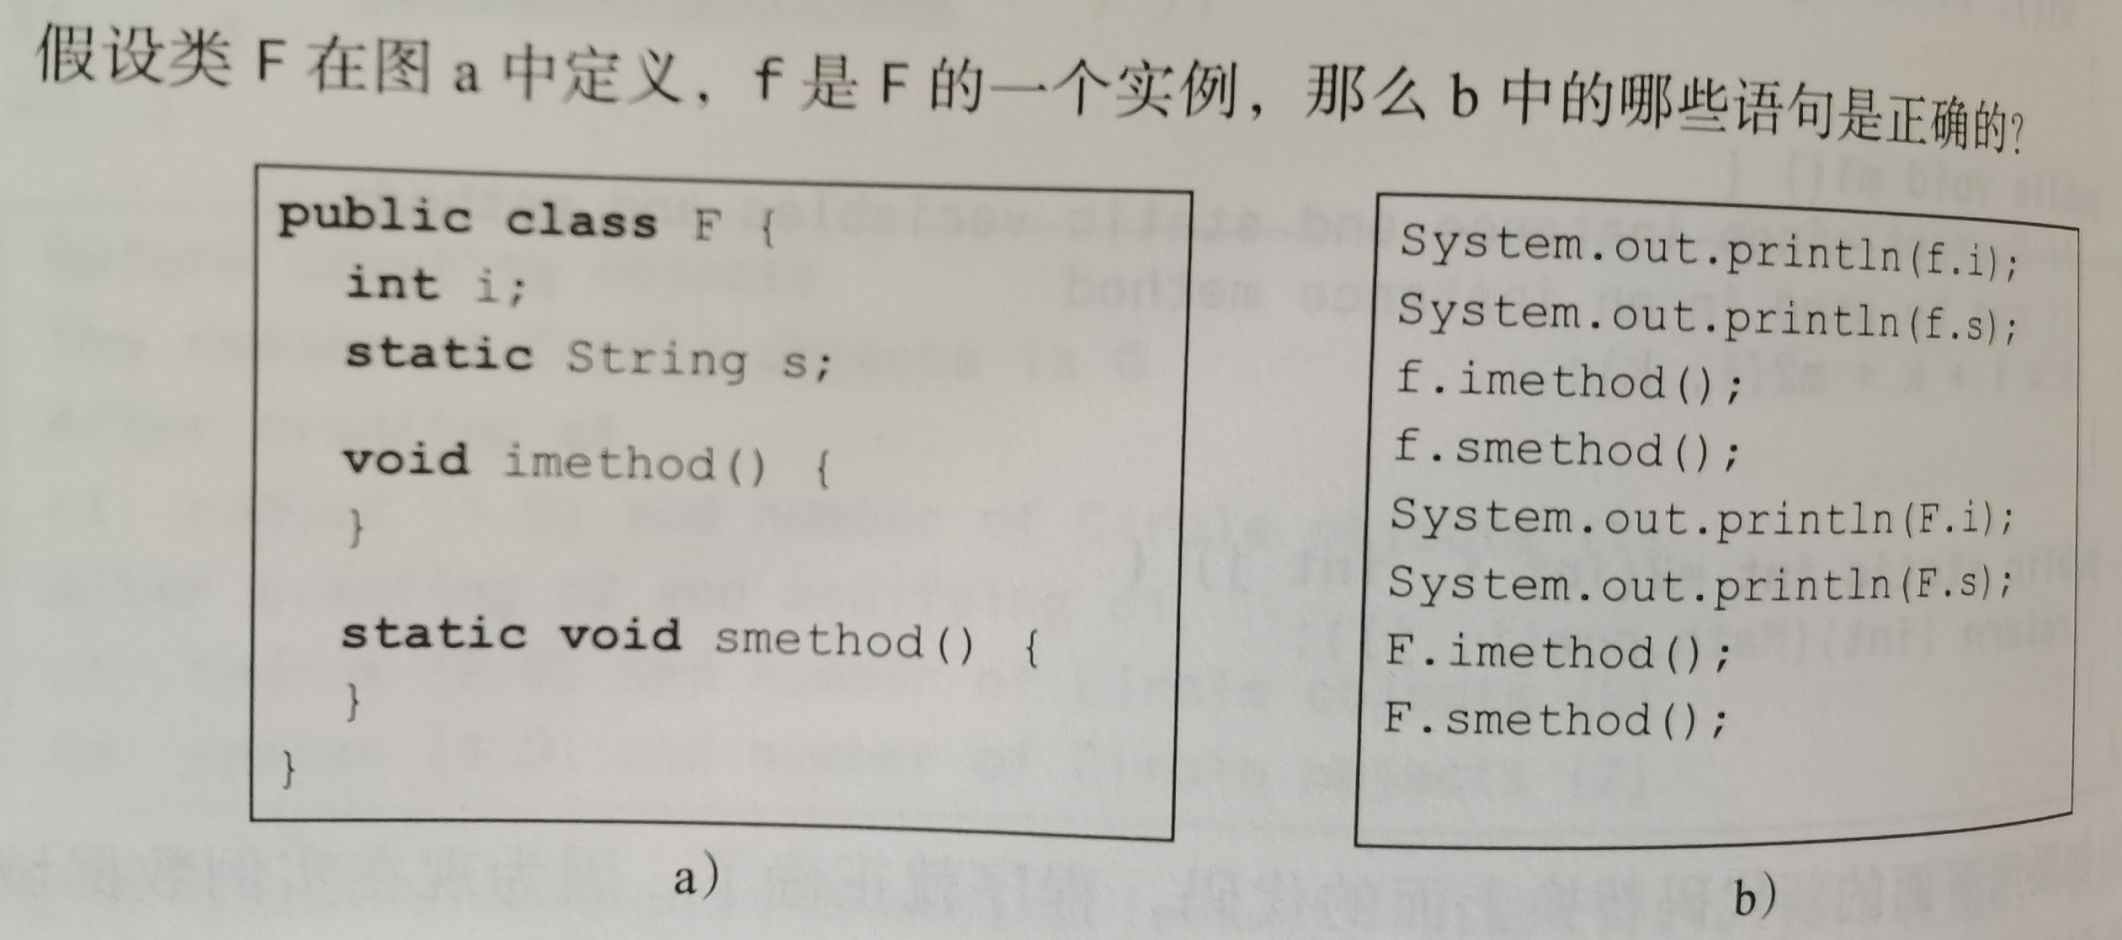 假设类 F 在图 a 中定义，f 是 F 的一个实例，那么 b 中的哪些语句是正确的?
public class F {
int i;
static String s;
void imethod() {
}
static void smethod() {
}
}
a)
System.out.println(f.i);
System.out.println(f.s);
f.imethod();
f.smethod();
System.out.println(F.i);
System.out.println(F.s);
F.imethod();
F.smethod();
b)